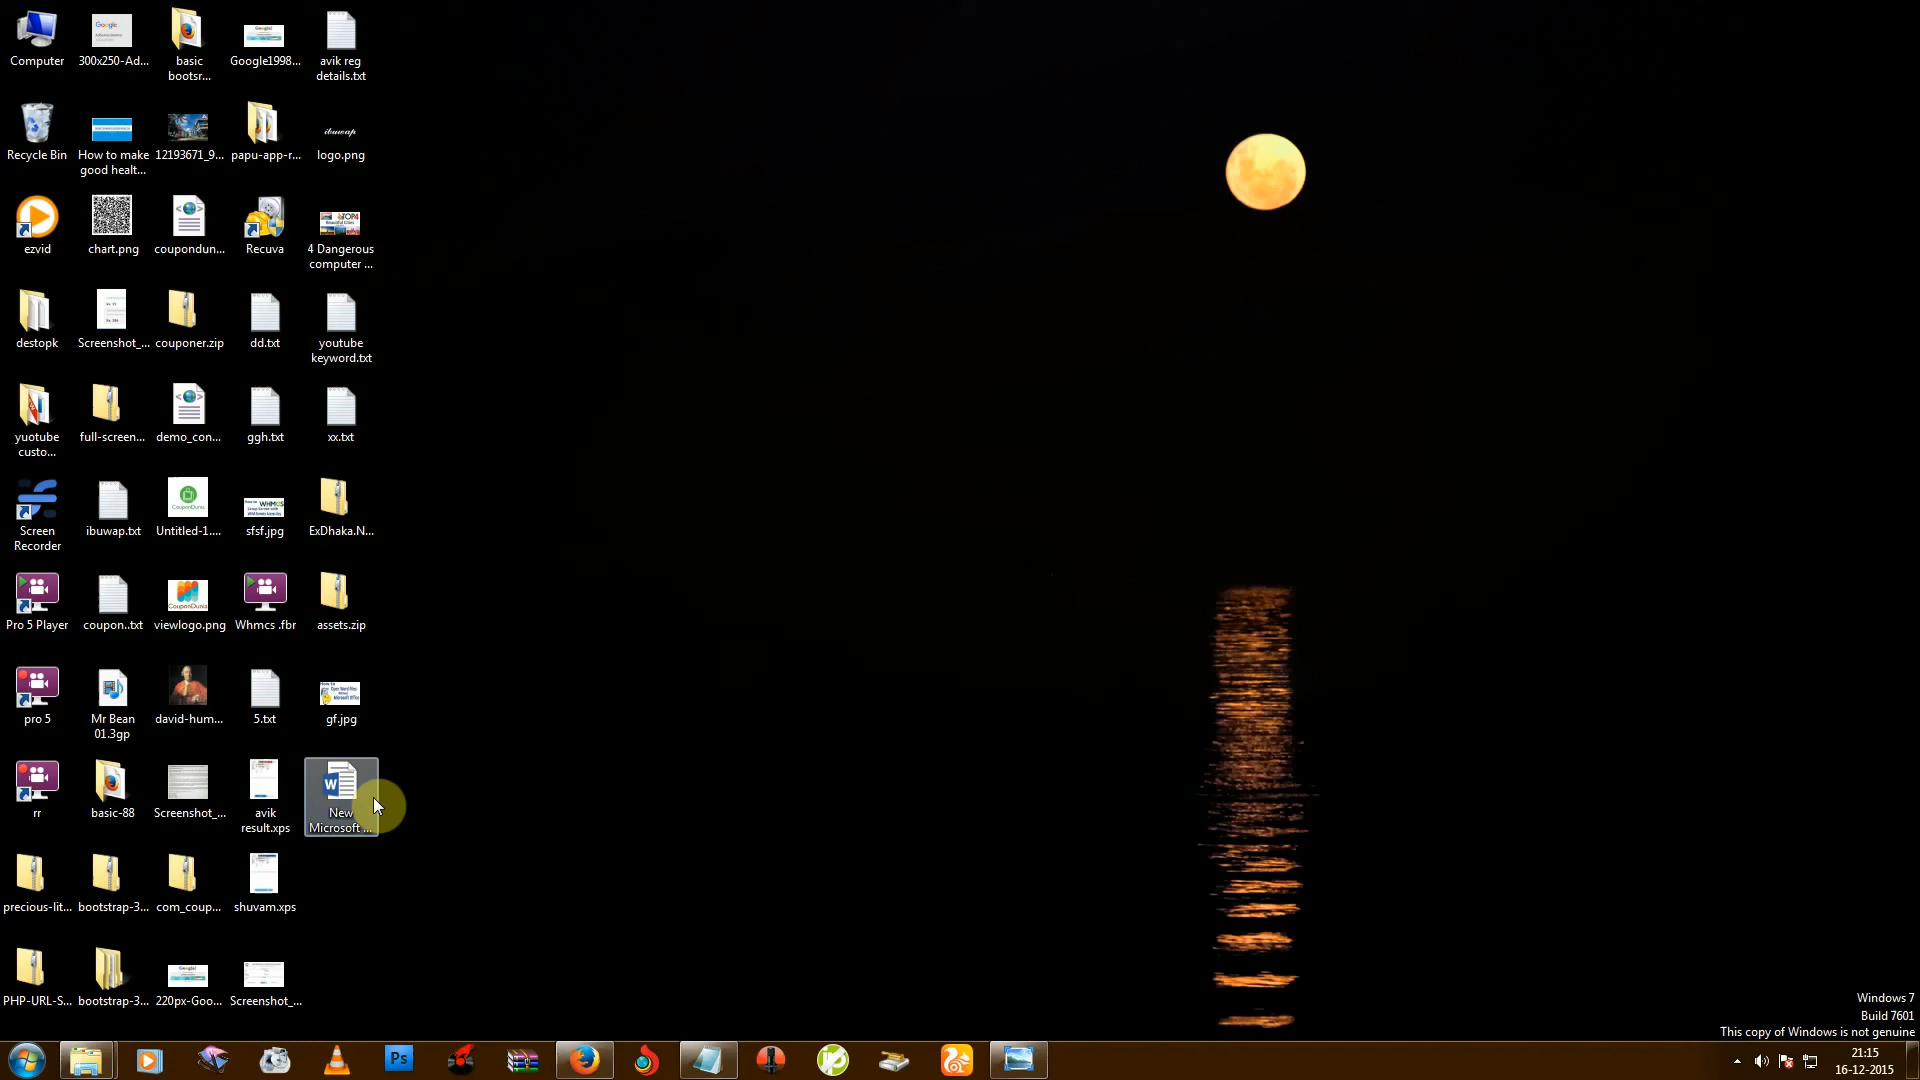 Computer
300x250-Ad...
basic
bootsr...
Google1998...
avik reg
details.txt
Recycle Bin
How to make
good healt...
12193671_9...
papu-app-r...
ibuwap
logo.png
ezvid
chart.png
coupondun...
Recuva
TOP4
4 Dangerous
computer ...
destopk
Screenshot_...
couponer.zip
dd.txt
youtube
keyword.txt
yuotube
custo...
full-screen...
demo_con...
ggh.txt
xx.txt
Screen
Recorder
ibuwap.txt
CouponDunia
Untitled-1....
WHMCS
sfsf.jpg
ExDhaka.N...
Pro 5 Player
coupon..txt
CouponDunia
viewlogo.png
Whmcs .fbr
assets.zip
pro 5
Mr Bean
01.3gp
david-hum...
5.txt
gf.jpg
rr
basic-88
Screenshot_...
avik
result.xps
New
Microsoft ...
precious-lit...
bootstrap-3...
com_coup...
shuvam.xps
PHP-URL-S...
bootstrap-3...
220px-Goo...
Screenshot_...
Windows 7
Build 7601
This copy of Windows is not genuine
Ps
21:15
16-12-2015